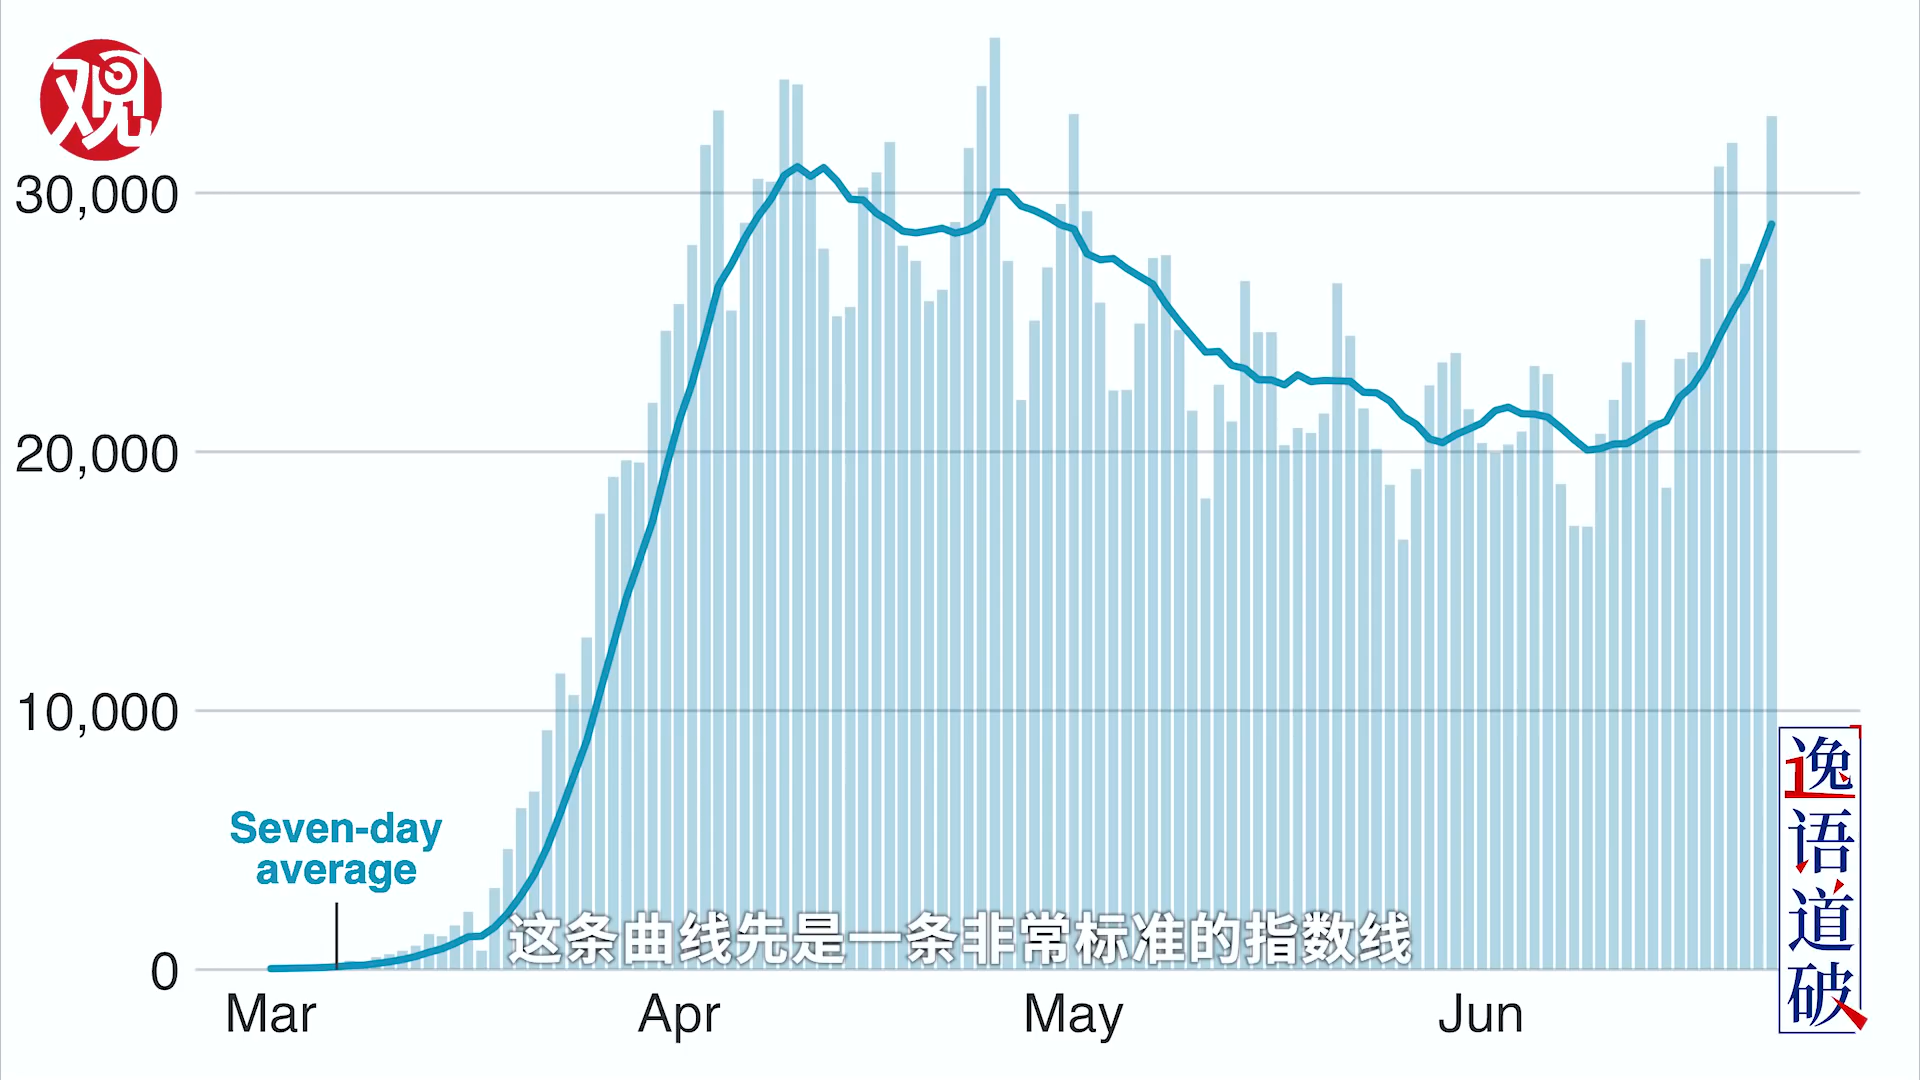 观
30,000
20,000
10,000
0
Seven-day
average
Mar
Apr
May
Jun
这条曲线先是一条非常标准的指数线
逸语道破